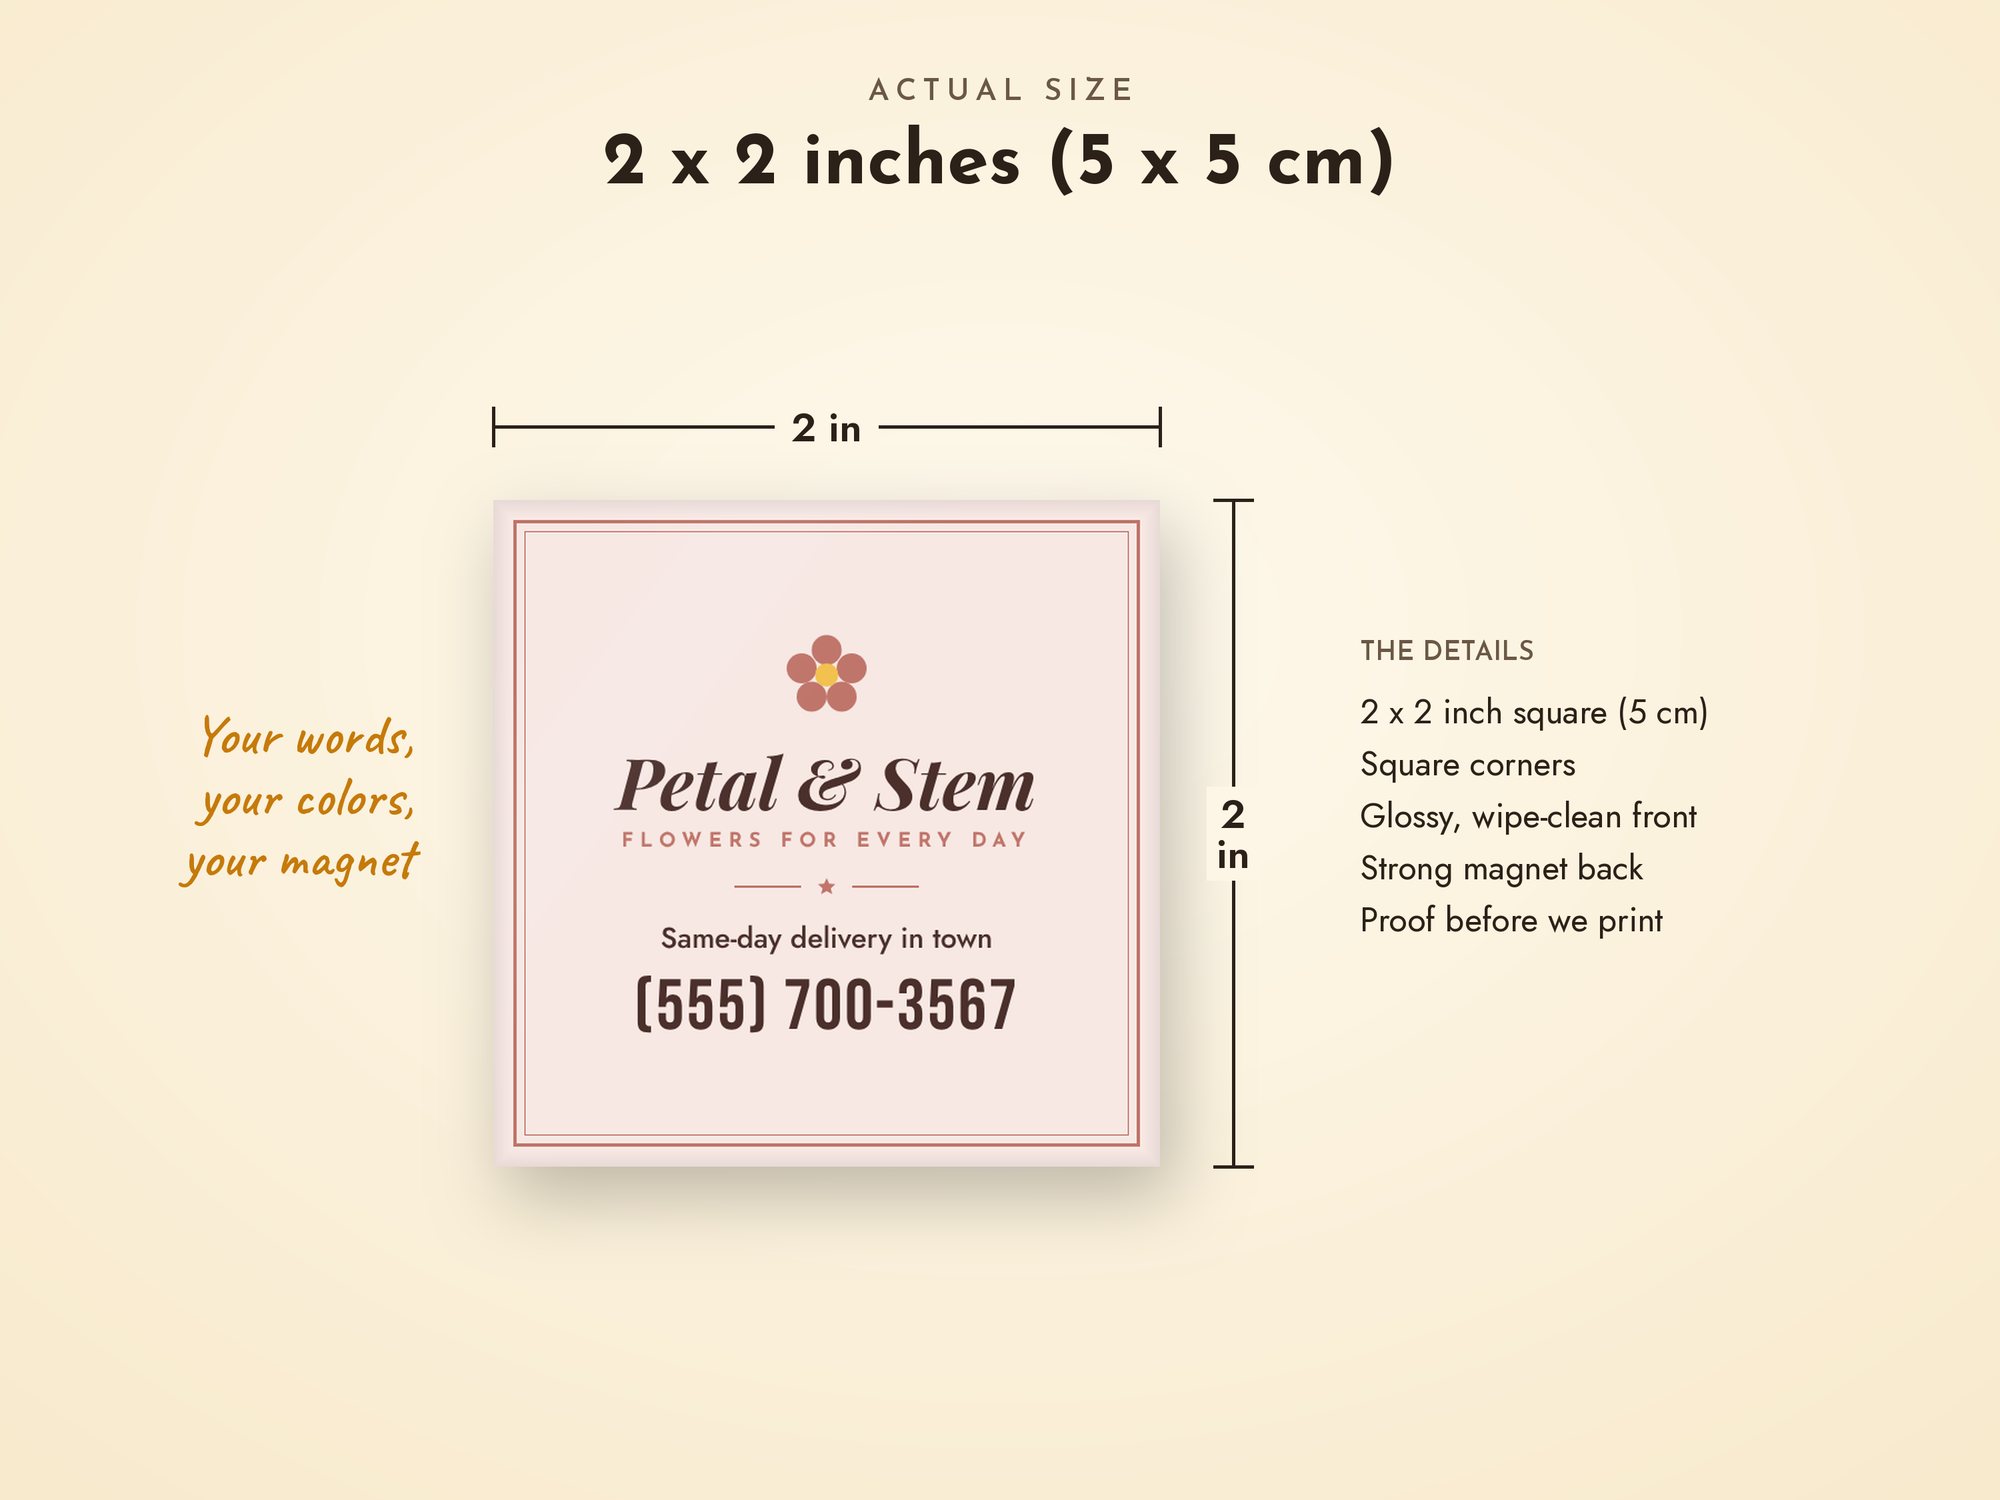 ACTUAL SIZE
2 x 2 inches (5 x 5 cm)
2 in
Your words,
your colors,
your magnet
Petal & Stem
FLOWERS FOR EVERY DAY
Same-day delivery in town
(555) 700-3567
2
in
THE DETAILS
2 x 2 inch square (5 cm)
Square corners
Glossy, wipe-clean front
Strong magnet back
Proof before we print